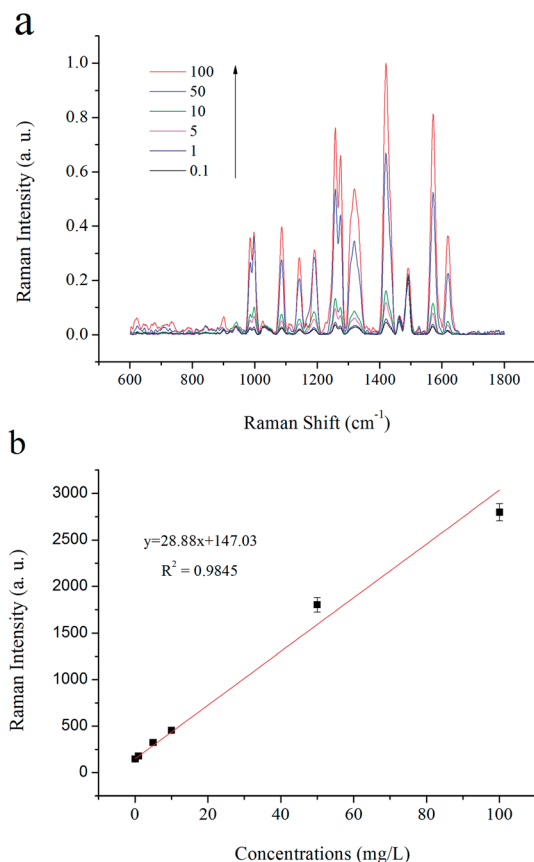 a
Raman Intensity (a. u.)
1.0
0.8
0.6
0.4
0.2
0.0
100
50
10
5
1
0.1
600 800 1000 1200 1400 1600 1800
Raman Shift (cm⁻¹)
b
Raman Intensity (a. u.)
3000
2500
2000
1500
1000
500
0
y=28.88x+147.03
R² = 0.9845
0 20 40 60 80 100
Concentrations (mg/L)